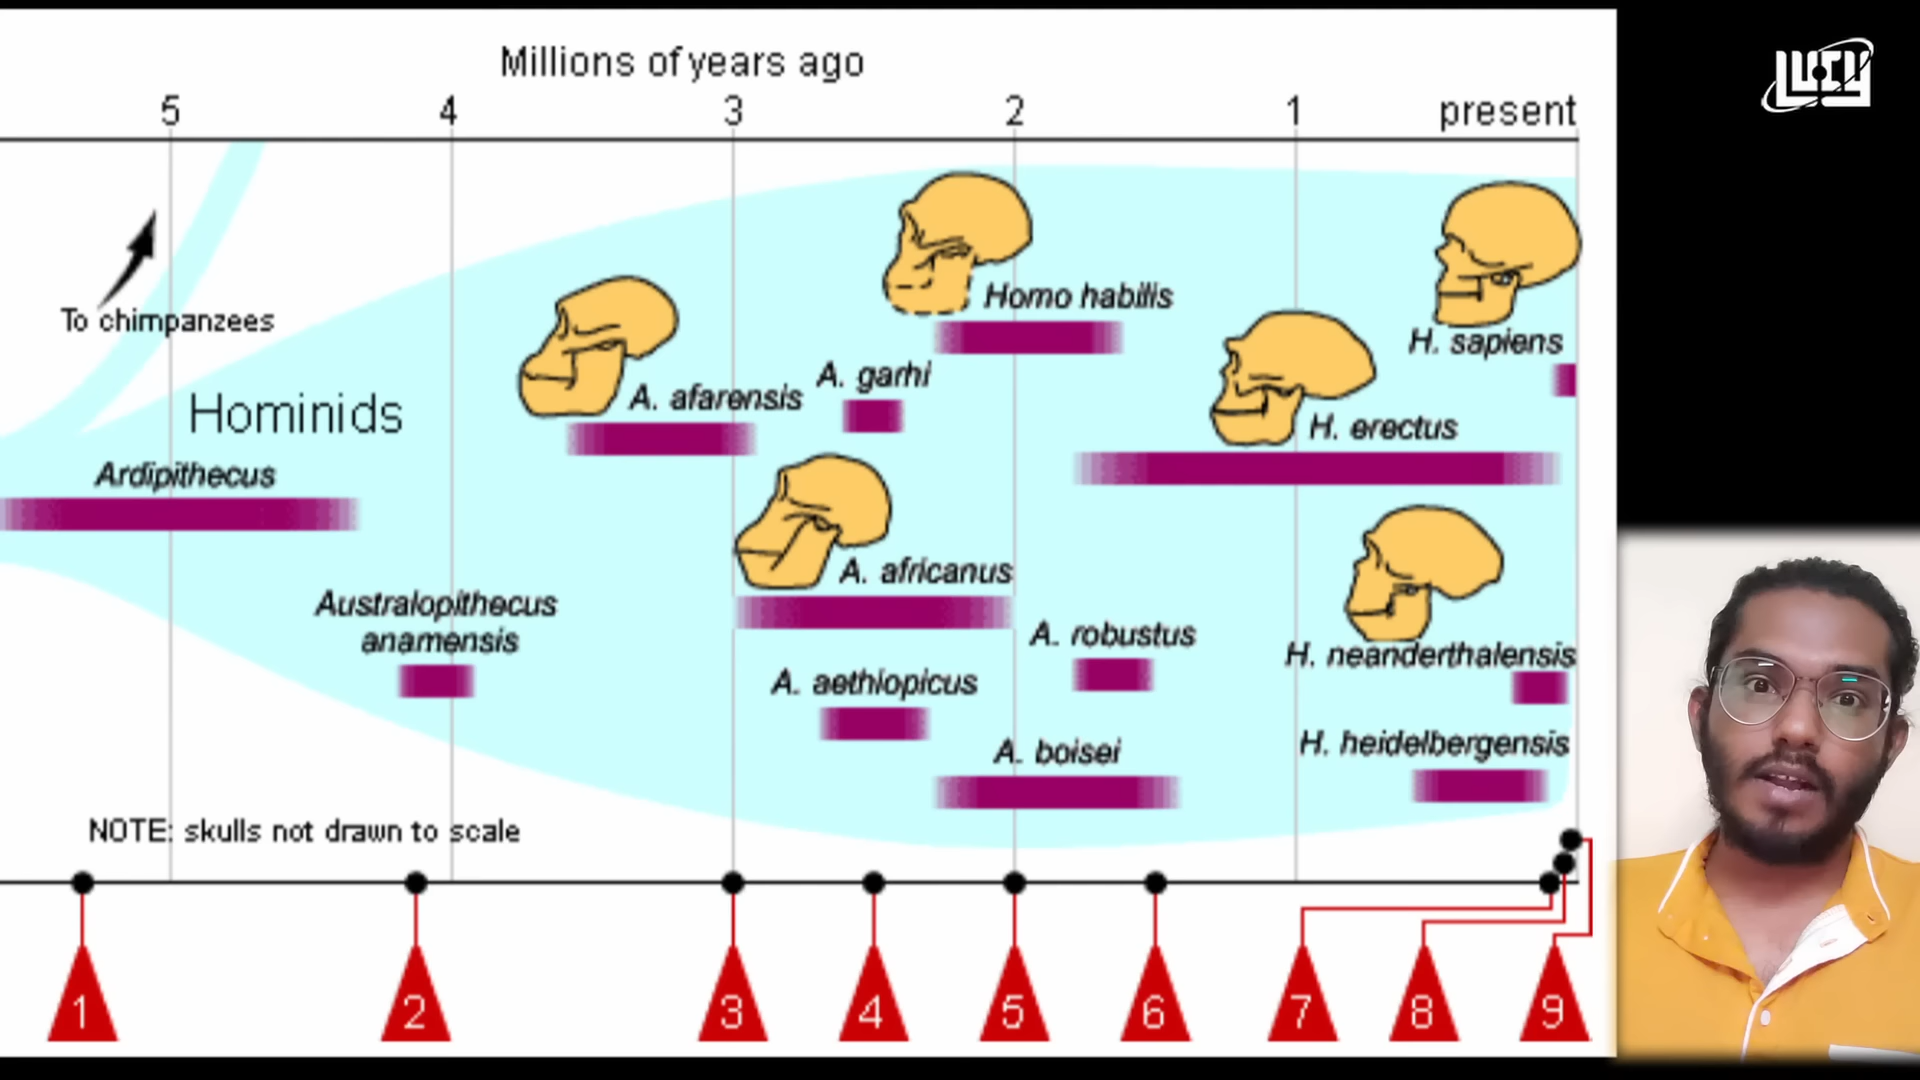 Millions of years ago
5 4 3 2 1 present
To chimpanzees
Hominids
Ardipithecus
Australopithecus
anamensis
A. afarensis
A. garhi
Homo habilis
A. africanus
A. aethiopicus
A. robustus
A. boisei
H. erectus
H. sapiens
H. neanderthalensis
H. heidelbergensis
NOTE: skulls not drawn to scale
1 2 3 4 5 6 7 8 9
LUCY